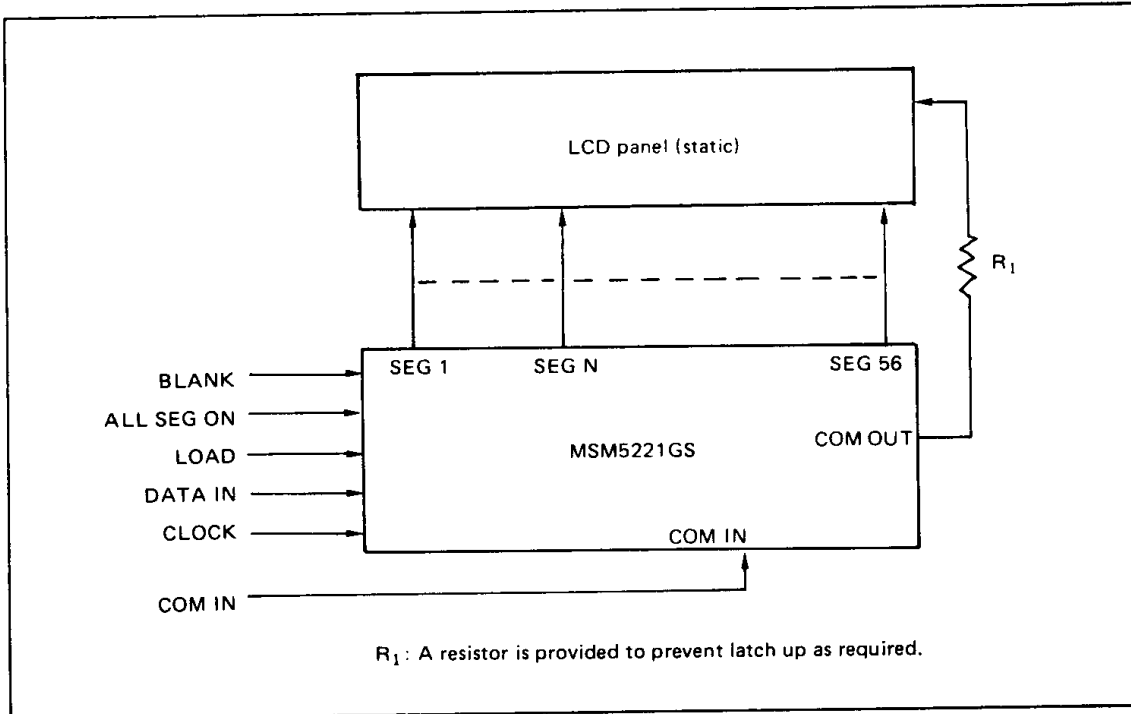 LCD panel (static)
R1
SEG 1 SEG N SEG 56
BLANK
ALL SEG ON
COM OUT
LOAD
MSM5221GS
DATA IN
CLOCK
COM IN
COM IN
R1: A resistor is provided to prevent latch up as required.